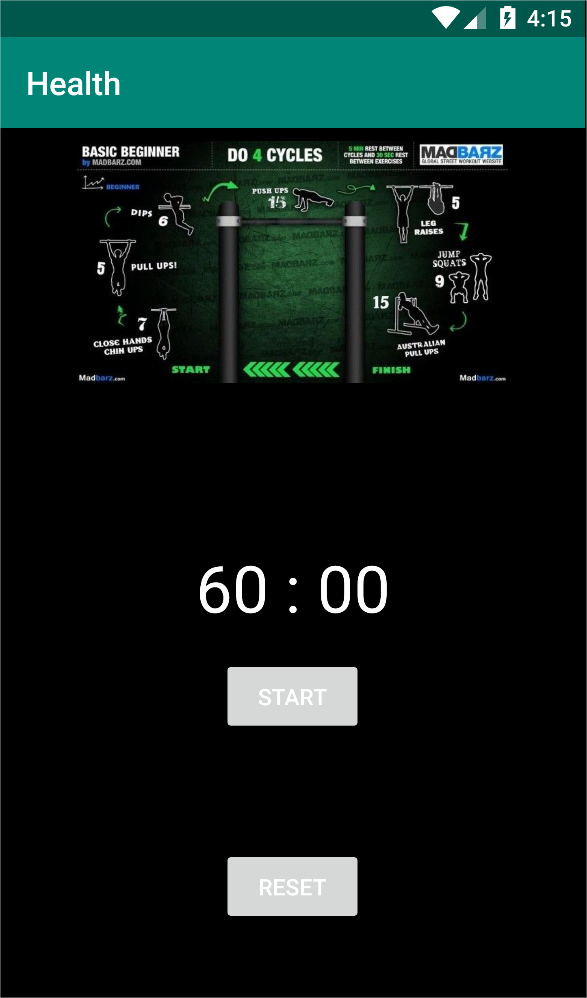 4:15
Health
BASIC BEGINNER
by MADBARZ.COM
DO 4 CYCLES
5 MIN REST BETWEEN
CYCLES AND 30 SEC REST
BETWEEN EXERCISES
MADBARZ
GLOBAL STREET WORKOUT WEBSITE
BEGINNER
DIPS
6
PUSH UPS
15
5
LEG
RAISES
5
PULL UPS!
JUMP
SQUATS
9
7
CLOSE HANDS
CHIN UPS
15
AUSTRALIAN
PULL UPS
START
FINISH
Madbarz.com
Madbarz.com
60 : 00
START
RESET